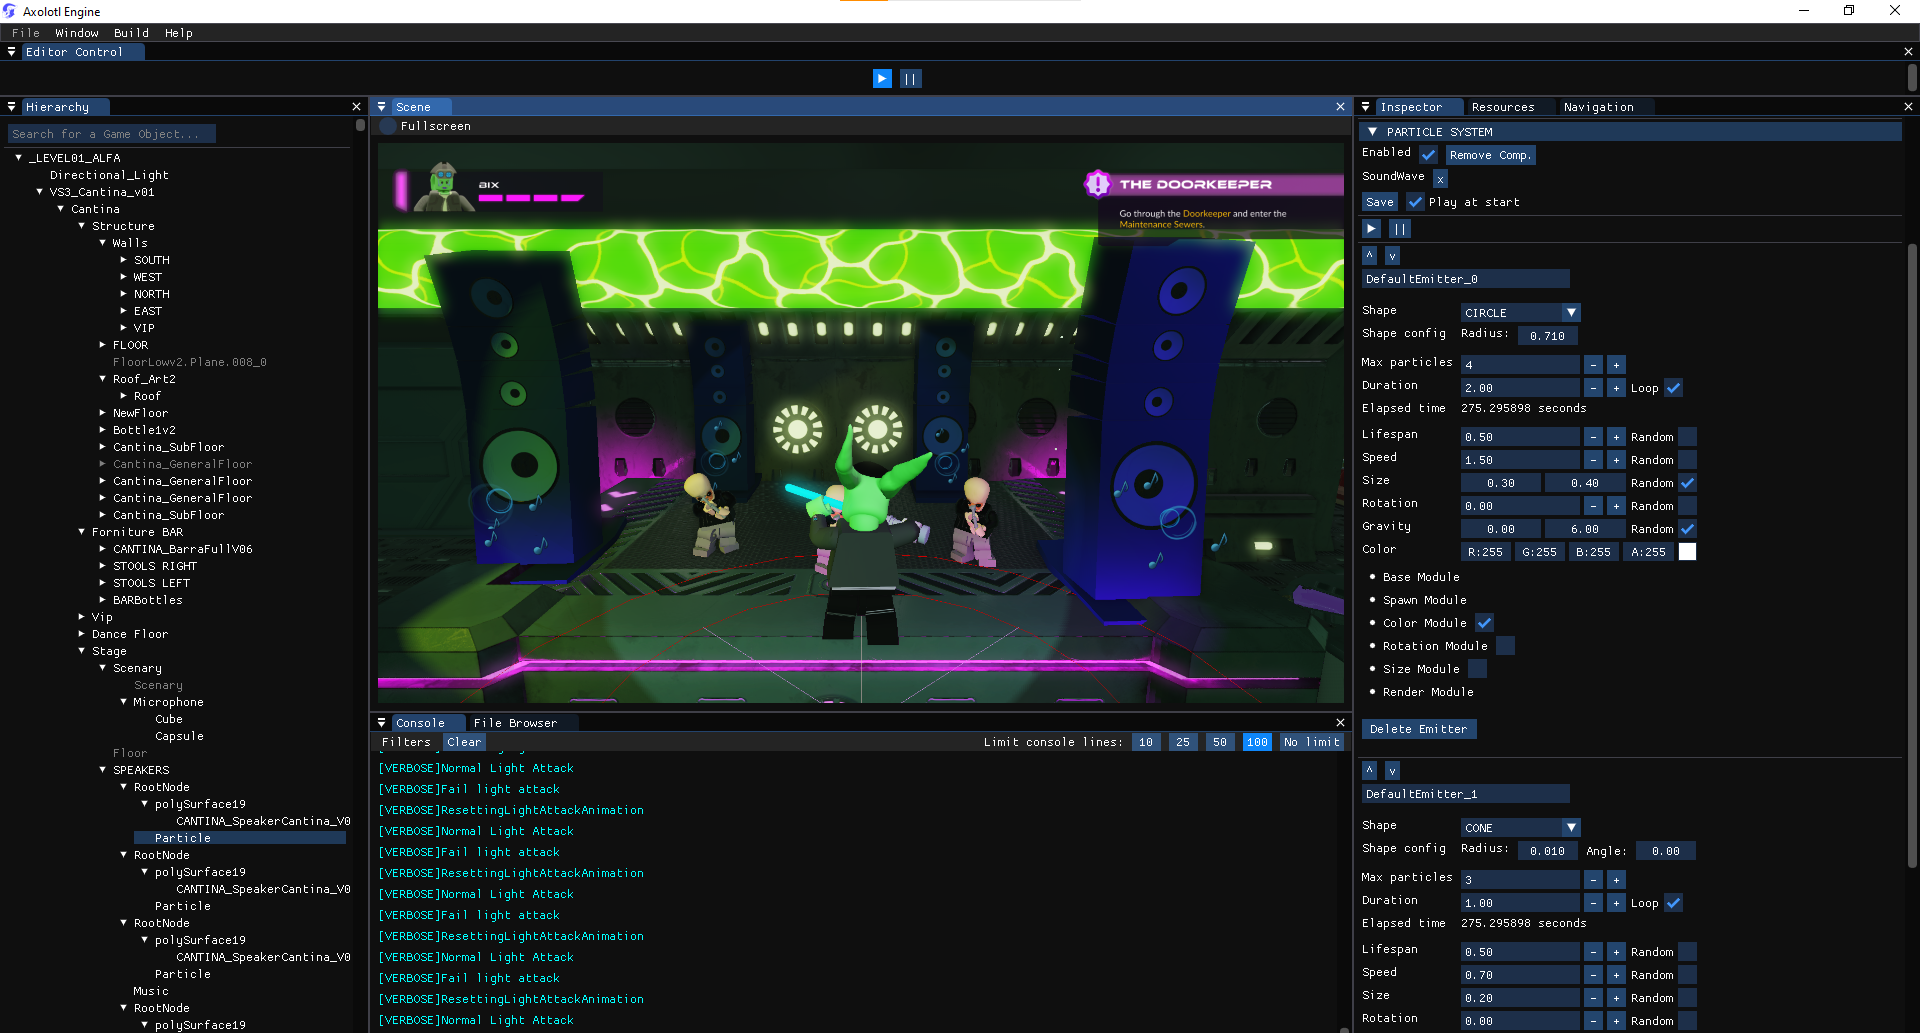 Axolotl Engine
File Window Build Help
Editor Control
Hierarchy
Search for a Game Object...
_LEVEL01_ALFA
Directional_Light
VS3_Cantina_v01
Cantina
Structure
Walls
SOUTH
WEST
NORTH
EAST
VIP
FLOOR
FloorLowv2.Plane.008_0
Roof_Art2
Roof
NewFloor
Bottle1v2
Cantina_SubFloor
Cantina_GeneralFloor
Cantina_GeneralFloor
Cantina_GeneralFloor
Cantina_SubFloor
Forniture BAR
CANTINA_BarraFullV06
STOOLS RIGHT
STOOLS LEFT
BARBottles
Vip
Dance Floor
Stage
Scenary
Scenary
Microphone
Cube
Capsule
Floor
SPEAKERS
RootNode
polySurface19
CANTINA_SpeakerCantina_V0
Particle
RootNode
polySurface19
CANTINA_SpeakerCantina_V0
Particle
RootNode
polySurface19
CANTINA_SpeakerCantina_V0
Particle
Music
RootNode
polySurface19
Scene
Fullscreen
BIX
THE DOORKEEPER
Go through the Doorkeeper and enter the
Maintenance Sewers.
Console File Browser
Filters Clear Limit console lines: 10 25 50 100 No limit
[VERBOSE]Normal Light Attack
[VERBOSE]Fail light attack
[VERBOSE]ResettingLightAttackAnimation
[VERBOSE]Normal Light Attack
[VERBOSE]Fail light attack
[VERBOSE]ResettingLightAttackAnimation
[VERBOSE]Normal Light Attack
[VERBOSE]Fail light attack
[VERBOSE]ResettingLightAttackAnimation
[VERBOSE]Normal Light Attack
[VERBOSE]Fail light attack
[VERBOSE]ResettingLightAttackAnimation
[VERBOSE]Normal Light Attack
Inspector Resources Navigation
PARTICLE SYSTEM
Enabled Remove Comp.
SoundWave x
Save Play at start
^ v
DefaultEmitter_0
Shape CIRCLE
Shape config Radius: 0.710
Max particles 4 - +
Duration 2.00 - + Loop
Elapsed time 275.295898 seconds
Lifespan 0.50 - + Random
Speed 1.50 - + Random
Size 0.30 0.40 Random
Rotation 0.00 - + Random
Gravity 0.00 6.00 Random
Color R:255 G:255 B:255 A:255
Base Module
Spawn Module
Color Module
Rotation Module
Size Module
Render Module
Delete Emitter
^ v
DefaultEmitter_1
Shape CONE
Shape config Radius: 0.010 Angle: 0.00
Max particles 3 - +
Duration 1.00 - + Loop
Elapsed time 275.295898 seconds
Lifespan 0.50 - + Random
Speed 0.70 - + Random
Size 0.20 - + Random
Rotation 0.00 - + Random